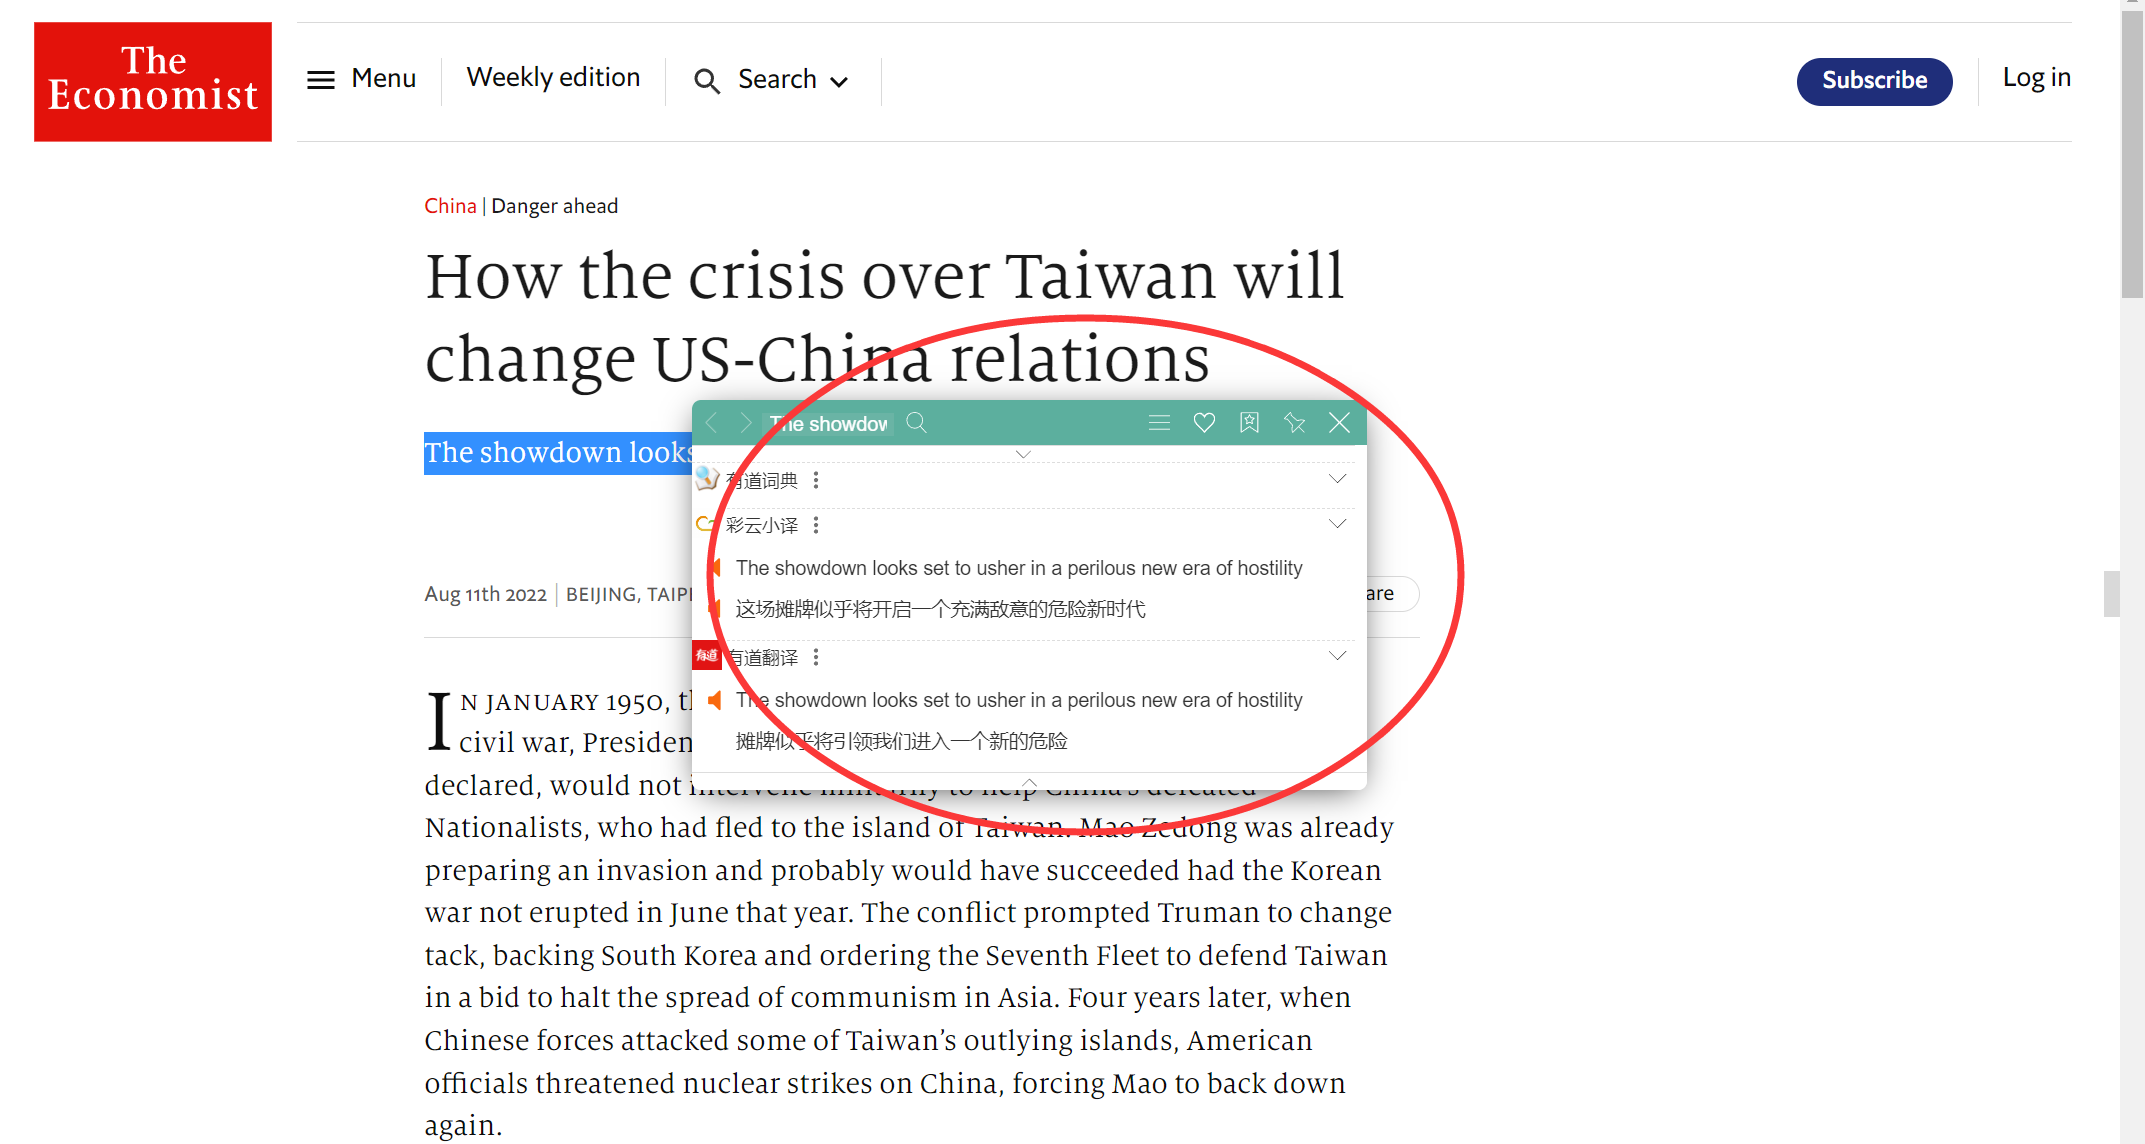 The
Economist
Menu
Weekly edition
Search
Subscribe
Log in
China | Danger ahead
How the crisis over Taiwan will
change US-China relations
The showdown looks
The showdow
有道词典
彩云小译
The showdown looks set to usher in a perilous new era of hostility
这场摊牌似乎将开启一个充满敌意的危险新时代
有道
有道翻译
The showdown looks set to usher in a perilous new era of hostility
摊牌似乎将引领我们进入一个新的危险
Aug 11th 2022 | BEIJING,
IN JANUARY 1950,
civil war,
declared, would not intervene militarily to help China's defeated
Nationalists, who had fled to the island of Taiwan. Mao Zedong was already
preparing an invasion and probably would have succeeded had the Korean
war not erupted in June that year. The conflict prompted Truman to change
tack, backing South Korea and ordering the Seventh Fleet to defend Taiwan
in a bid to halt the spread of communism in Asia. Four years later, when
Chinese forces attacked some of Taiwan's outlying islands, American
officials threatened nuclear strikes on China, forcing Mao to back down
again.